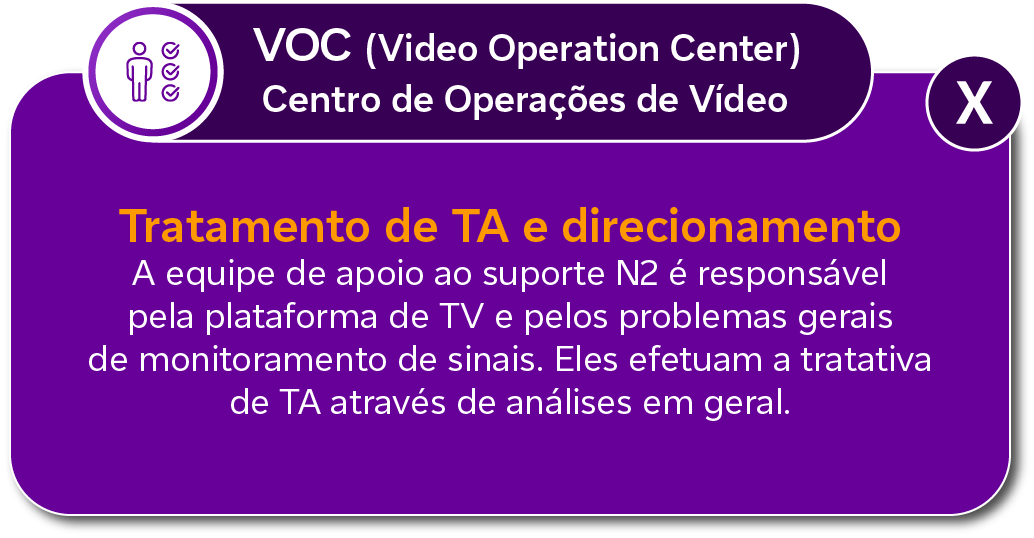 VOC (Video Operation Center)
Centro de Operações de Vídeo
X
Tratamento de TA e direcionamento
A equipe de apoio ao suporte N2 é responsável
pela plataforma de TV e pelos problemas gerais
de monitoramento de sinais. Eles efetuam a tratativa
de TA através de análises em geral.